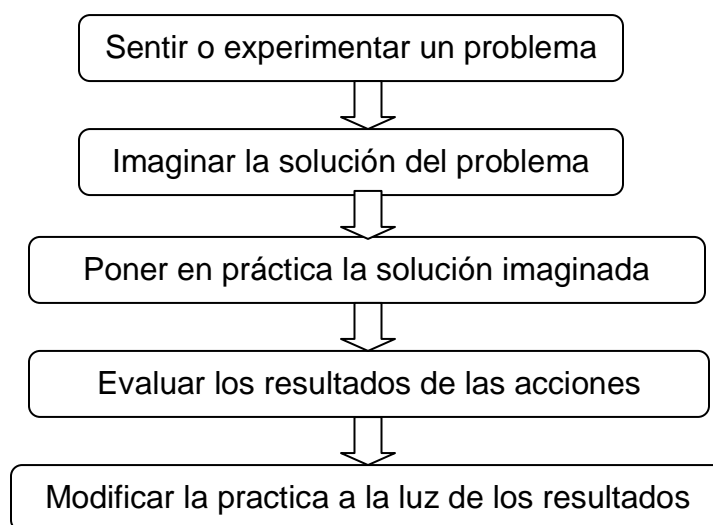 Sentir o experimentar un problema
Imaginar la solución del problema
Poner en práctica la solución imaginada
Evaluar los resultados de las acciones
Modificar la practica a la luz de los resultados